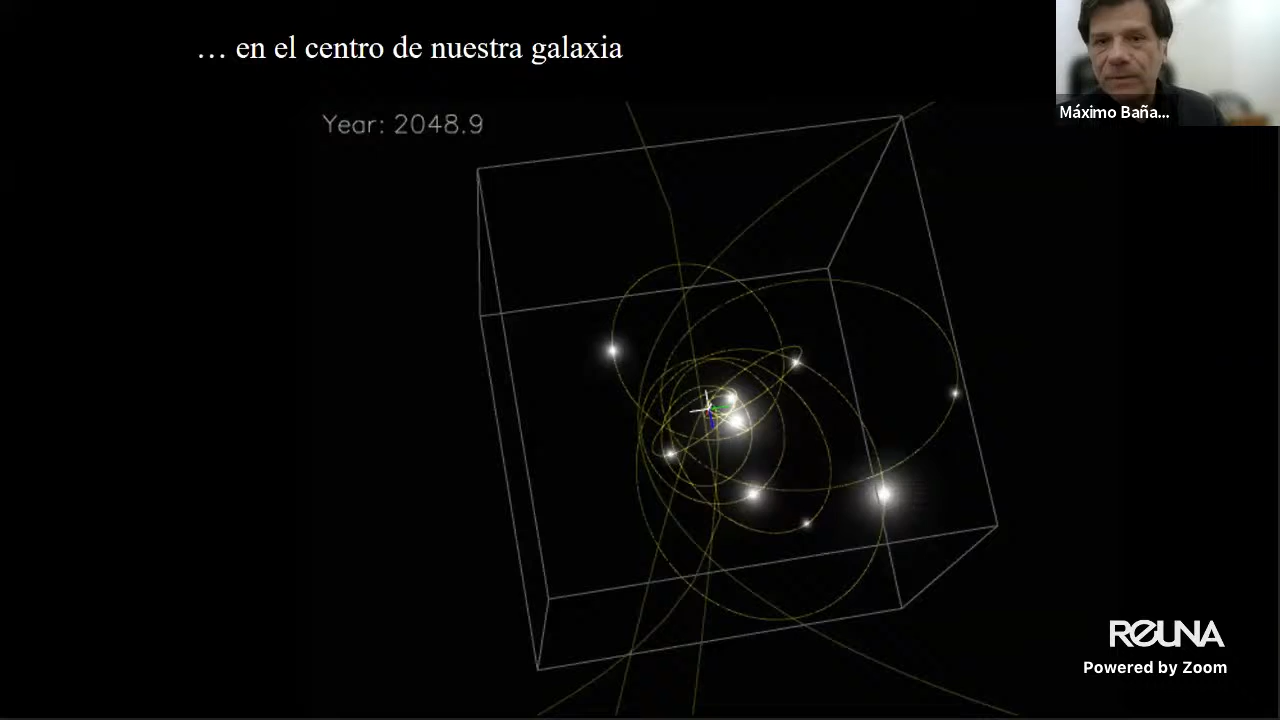 … en el centro de nuestra galaxia
Year: 2048.9
Máximo Baña...
REUNA
Powered by Zoom